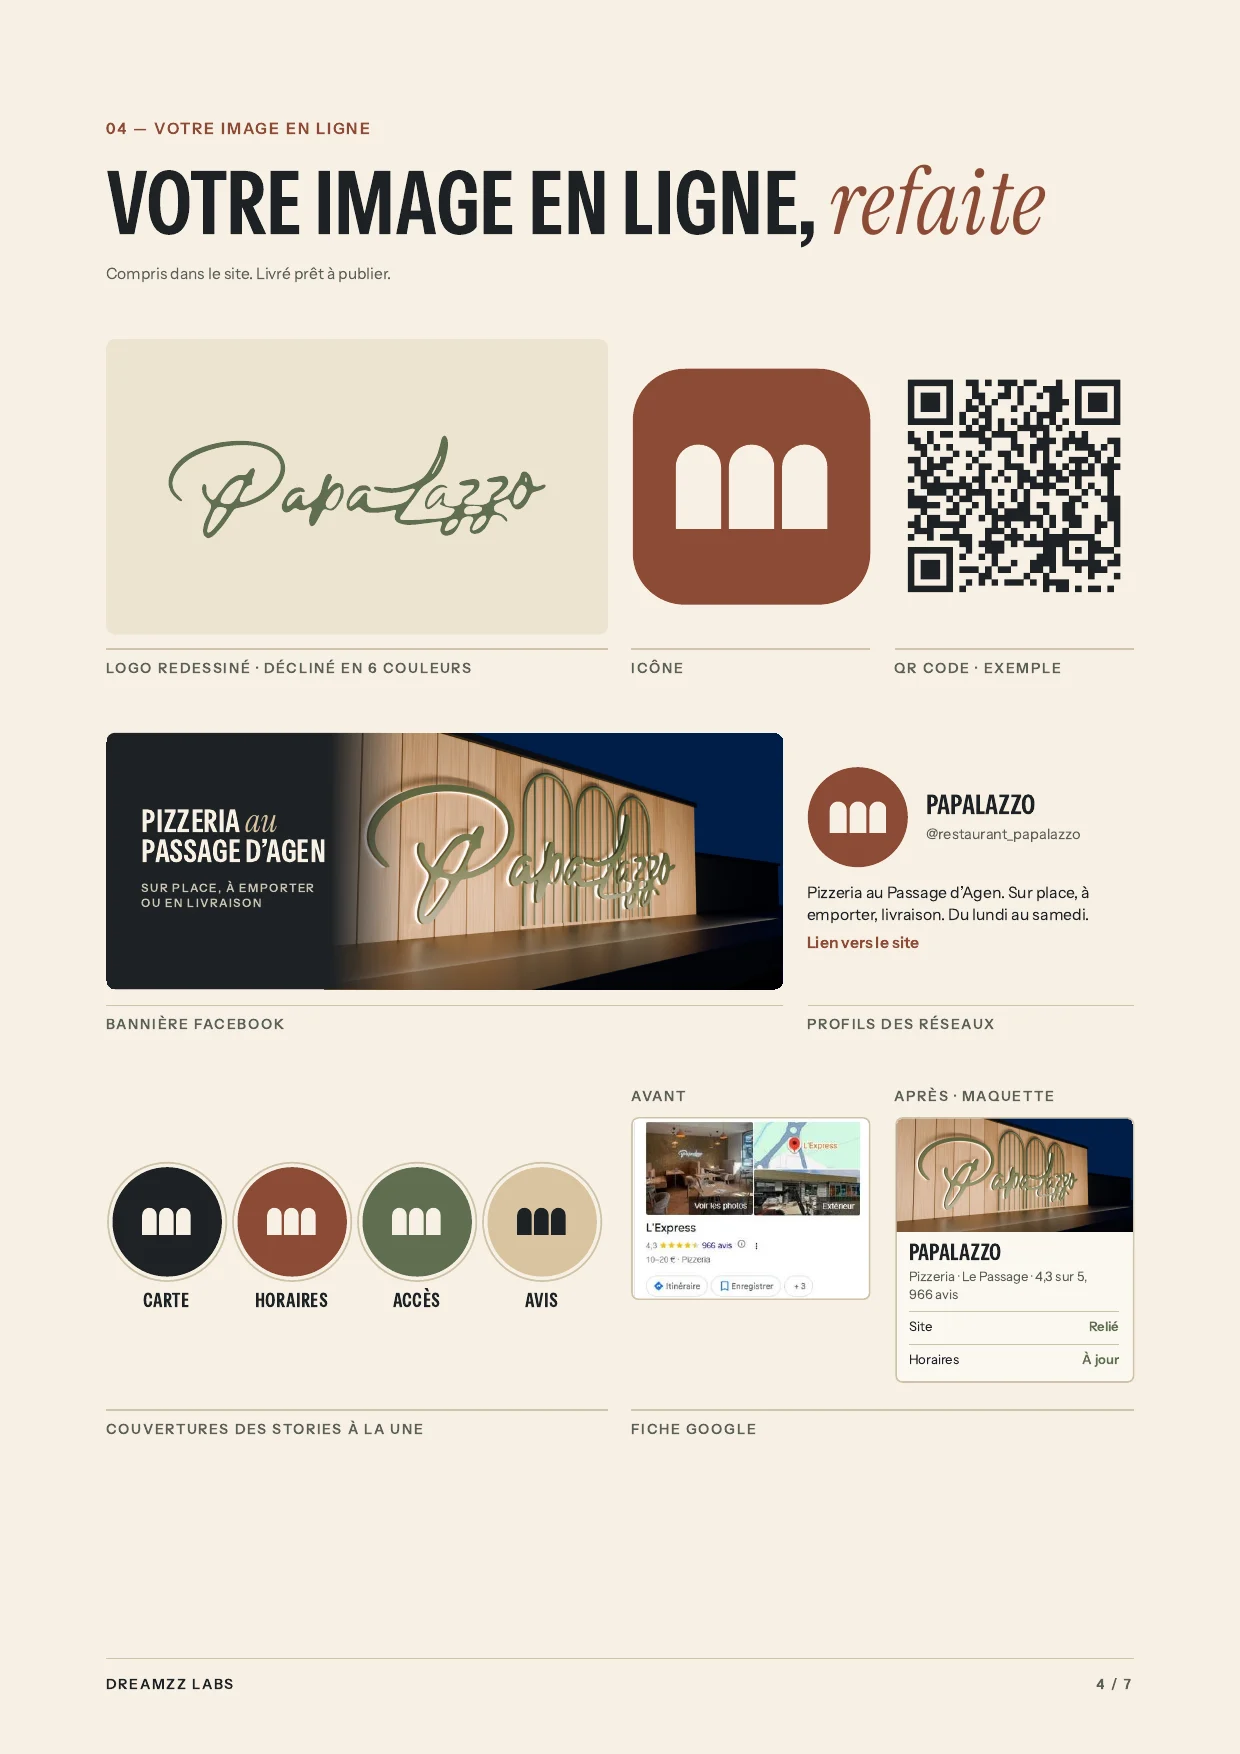 04 — VOTRE IMAGE EN LIGNE
VOTRE IMAGE EN LIGNE, refaite
Compris dans le site. Livré prêt à publier.
PapaLazzo
LOGO REDESSINÉ · DÉCLINÉ EN 6 COULEURS
ICÔNE
QR CODE · EXEMPLE
PIZZERIA au
PASSAGE D’AGEN
SUR PLACE, À EMPORTER
OU EN LIVRAISON
PapaLazzo
BANNIÈRE FACEBOOK
PAPALAZZO
@restaurant_papalazzo
Pizzeria au Passage d’Agen. Sur place, à
emporter, livraison. Du lundi au samedi.
Lien vers le site
PROFILS DES RÉSEAUX
CARTE
HORAIRES
ACCÈS
AVIS
COUVERTURES DES STORIES À LA UNE
AVANT
PapaLazzo
L'Express
Voir les photos
Extérieur
L'Express
4,3 966 avis
10–20 € · Pizzeria
Itinéraire
Enregistrer
+ 3
APRÈS · MAQUETTE
PapaLazzo
PAPALAZZO
Pizzeria · Le Passage · 4,3 sur 5,
966 avis
Site Relié
Horaires À jour
FICHE GOOGLE
DREAMZZ LABS
4 / 7